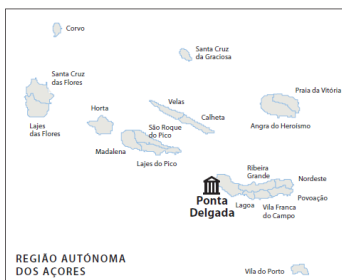 Corvo
Santa Cruz
da Graciosa
Santa Cruz
das Flores
Praia da Vitória
Velas
Horta
Calheta
Lajes
das Flores
São Roque
do Pico
Angra do Heroísmo
Madalena
Lajes do Pico
Ribeira
Grande
Nordeste
Ponta
Delgada
Lagoa
Povoação
Vila Franca
do Campo
REGIÃO AUTÓNOMA
DOS AÇORES
Vila do Porto